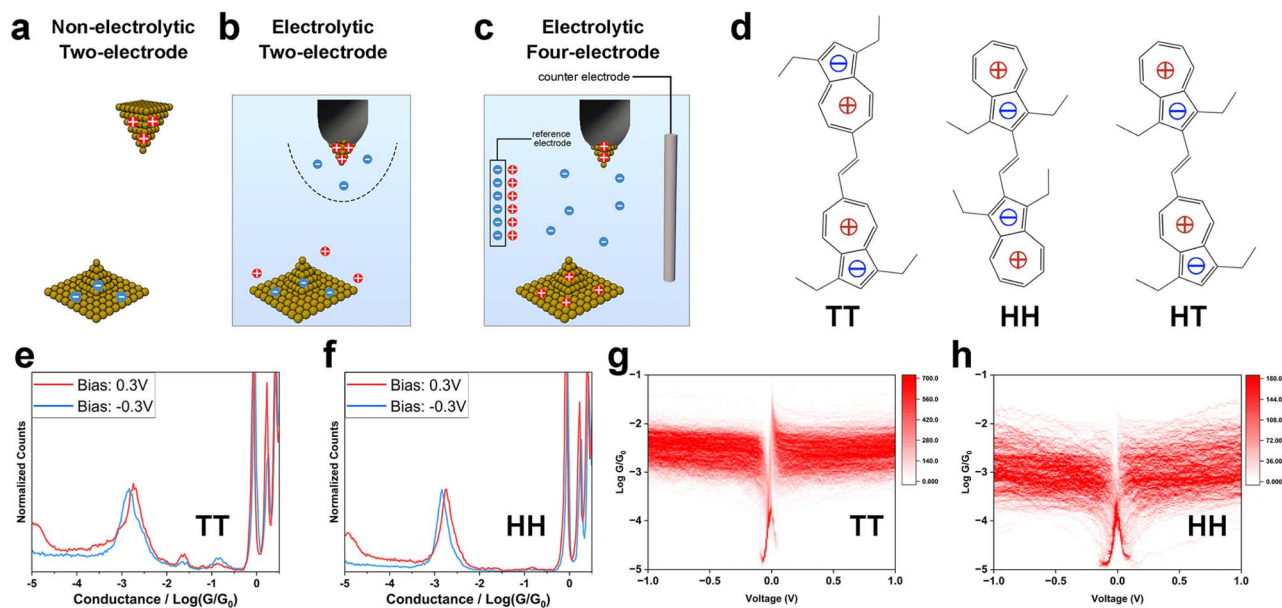 a
Non-electrolytic
Two-electrode
b
Electrolytic
Two-electrode
c
Electrolytic
Four-electrode
counter electrode
reference
electrode
d
TT
HH
HT
e
Bias: 0.3V
Bias: -0.3V
Normalized Counts
TT
-5 -4 -3 -2 -1 0
Conductance / Log(G/G₀)
f
Bias: 0.3V
Bias: -0.3V
Normalized Counts
HH
-5 -4 -3 -2 -1 0
Conductance / Log(G/G₀)
g
−1
−2
−3
−4
−5
Log G/G₀
TT
−1.0 −0.5 0.0 0.5 1.0
Voltage (V)
700.0
560.0
420.0
280.0
140.0
0.000
h
−1
−2
−3
−4
−5
Log G/G₀
HH
−1.0 −0.5 0.0 0.5 1.0
Voltage (V)
180.0
144.0
108.0
72.00
36.00
0.000